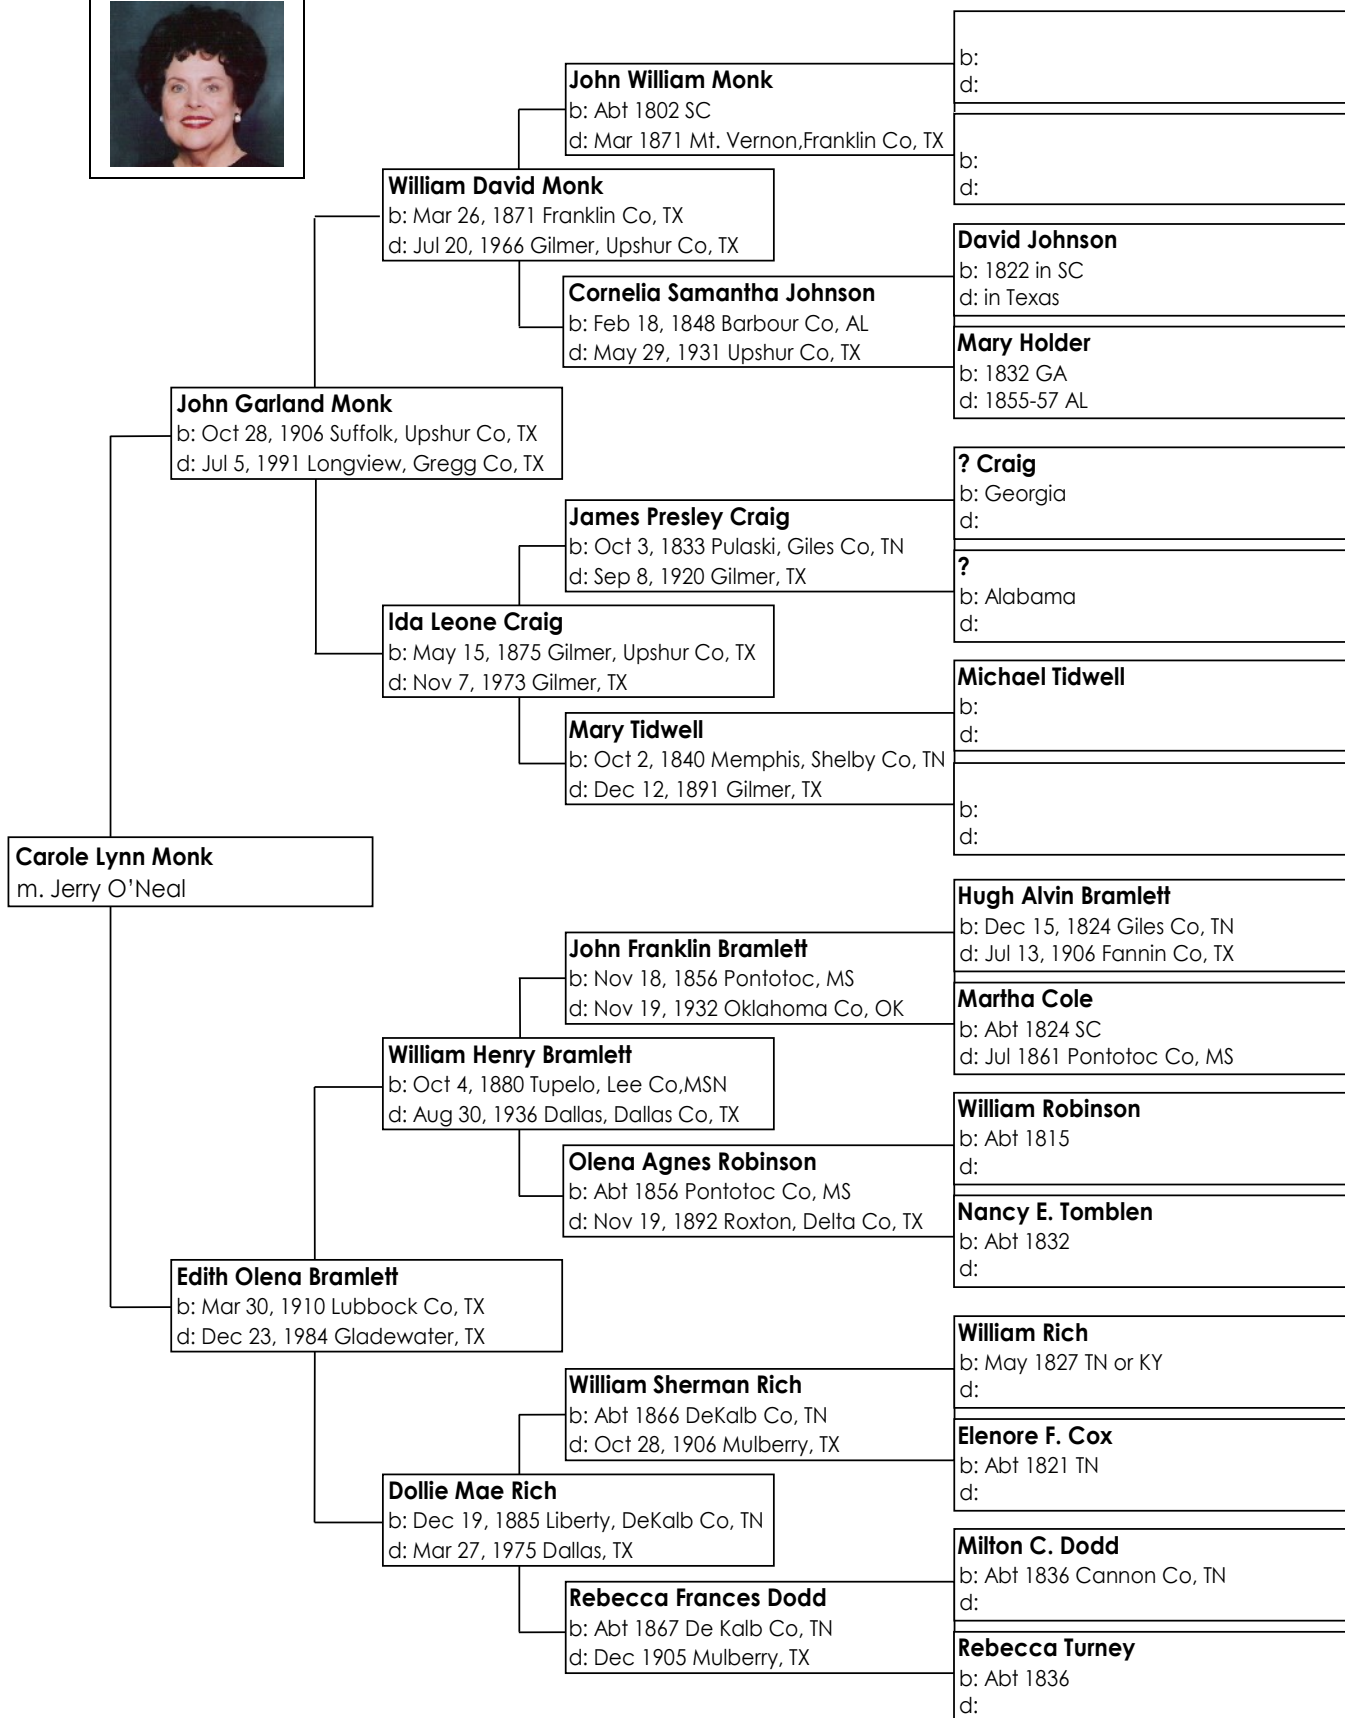 b:
d:
John William Monk
b: Abt 1802 SC
d: Mar 1871 Mt. Vernon,Franklin Co, TX
b:
d:
William David Monk
b: Mar 26, 1871 Franklin Co, TX
d: Jul 20, 1966 Gilmer, Upshur Co, TX
David Johnson
b: 1822 in SC
d: in Texas
Cornelia Samantha Johnson
b: Feb 18, 1848 Barbour Co, AL
d: May 29, 1931 Upshur Co, TX
Mary Holder
b: 1832 GA
d: 1855-57 AL
John Garland Monk
b: Oct 28, 1906 Suffolk, Upshur Co, TX
d: Jul 5, 1991 Longview, Gregg Co, TX
? Craig
b: Georgia
d:
James Presley Craig
b: Oct 3, 1833 Pulaski, Giles Co, TN
d: Sep 8, 1920 Gilmer, TX
?
b: Alabama
d:
Ida Leone Craig
b: May 15, 1875 Gilmer, Upshur Co, TX
d: Nov 7, 1973 Gilmer, TX
Michael Tidwell
b:
d:
Mary Tidwell
b: Oct 2, 1840 Memphis, Shelby Co, TN
d: Dec 12, 1891 Gilmer, TX
b:
d:
Carole Lynn Monk
m. Jerry O’Neal
Hugh Alvin Bramlett
b: Dec 15, 1824 Giles Co, TN
d: Jul 13, 1906 Fannin Co, TX
John Franklin Bramlett
b: Nov 18, 1856 Pontotoc, MS
d: Nov 19, 1932 Oklahoma Co, OK
Martha Cole
b: Abt 1824 SC
d: Jul 1861 Pontotoc Co, MS
William Henry Bramlett
b: Oct 4, 1880 Tupelo, Lee Co,MSN
d: Aug 30, 1936 Dallas, Dallas Co, TX
William Robinson
b: Abt 1815
d:
Olena Agnes Robinson
b: Abt 1856 Pontotoc Co, MS
d: Nov 19, 1892 Roxton, Delta Co, TX
Nancy E. Tomblen
b: Abt 1832
d:
Edith Olena Bramlett
b: Mar 30, 1910 Lubbock Co, TX
d: Dec 23, 1984 Gladewater, TX
William Rich
b: May 1827 TN or KY
d:
William Sherman Rich
b: Abt 1866 DeKalb Co, TN
d: Oct 28, 1906 Mulberry, TX
Elenore F. Cox
b: Abt 1821 TN
d:
Dollie Mae Rich
b: Dec 19, 1885 Liberty, DeKalb Co, TN
d: Mar 27, 1975 Dallas, TX
Milton C. Dodd
b: Abt 1836 Cannon Co, TN
d:
Rebecca Frances Dodd
b: Abt 1867 De Kalb Co, TN
d: Dec 1905 Mulberry, TX
Rebecca Turney
b: Abt 1836
d: